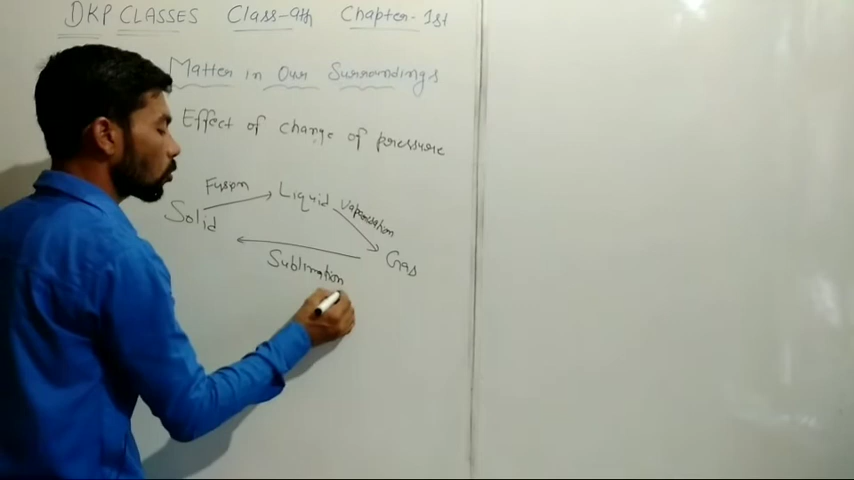 DKP CLASSES Class-9th Chapter-1st
Matter in Our Surroundings
Effect of change of pressure
Fusion
Solid Liquid Vaporisation
Gas
Sublimation